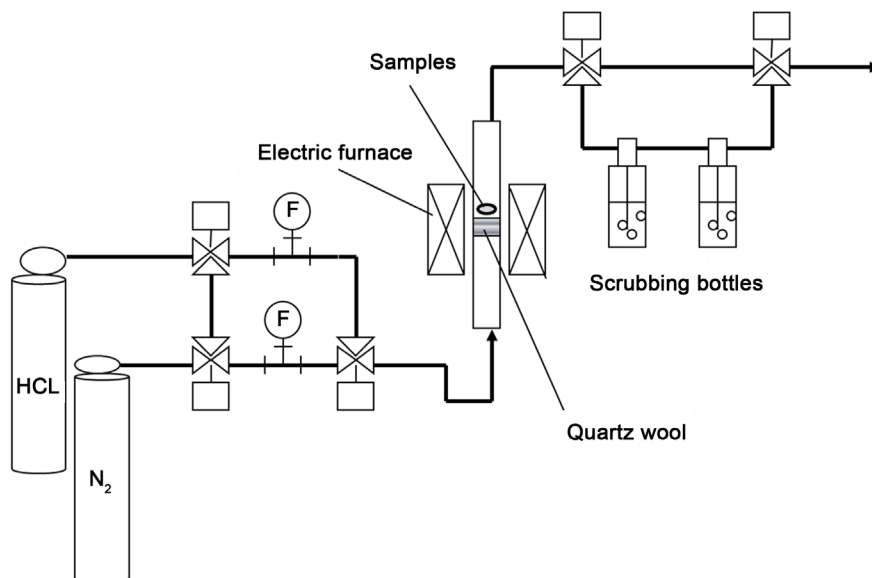 Samples
Electric furnace
F
Scrubbing bottles
F
HCL
Quartz wool
N₂